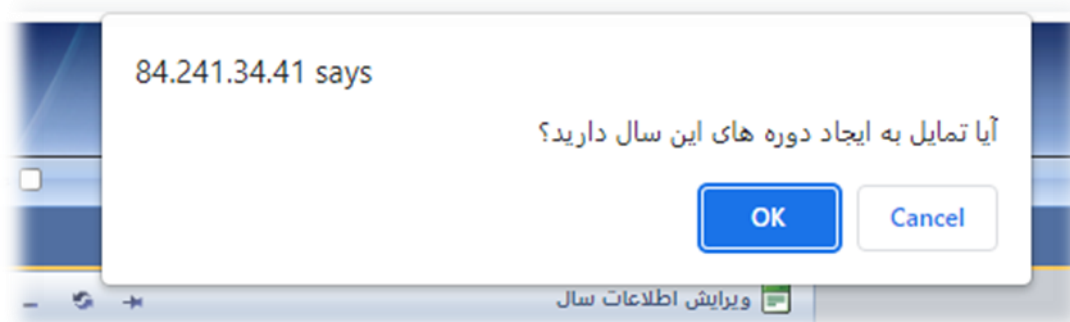 84.241.34.41 says
آیا تمایل به ایجاد دوره های این سال دارید؟
OK
Cancel
ویرایش اطلاعات سال